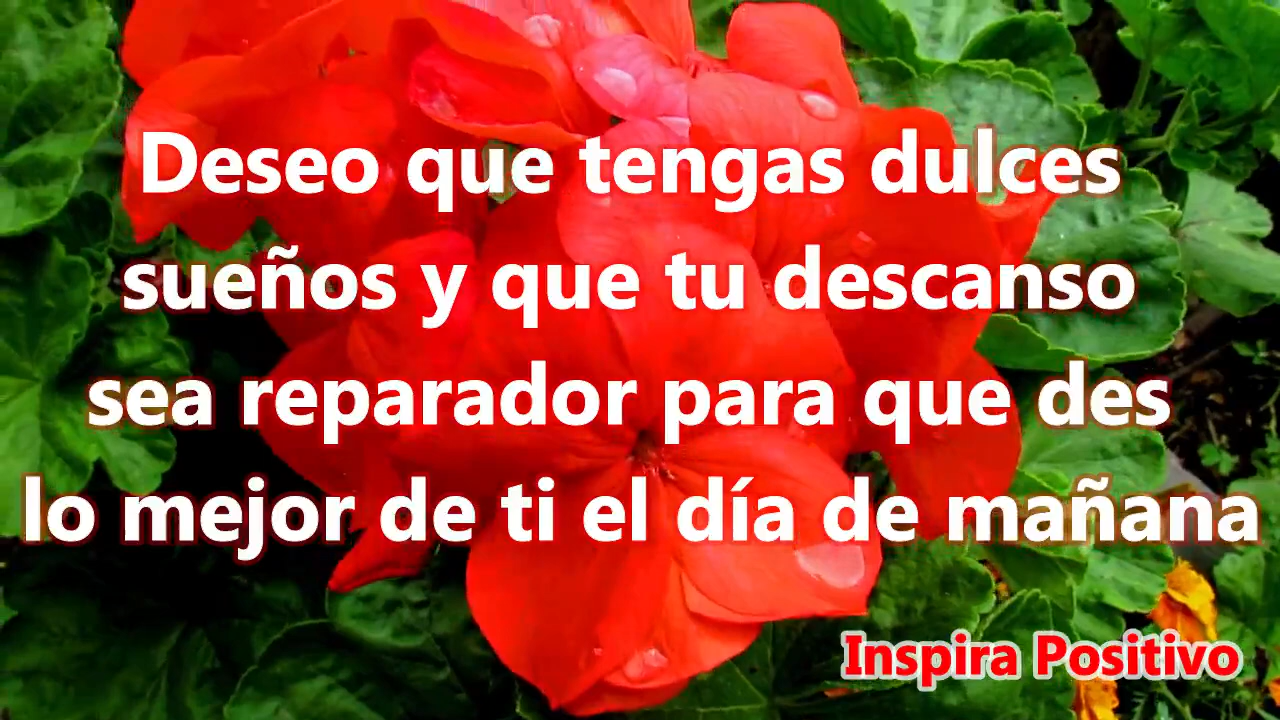 Deseo que tengas dulces
sueños y que tu descanso
sea reparador para que des
lo mejor de ti el día de mañana
Inspira Positivo